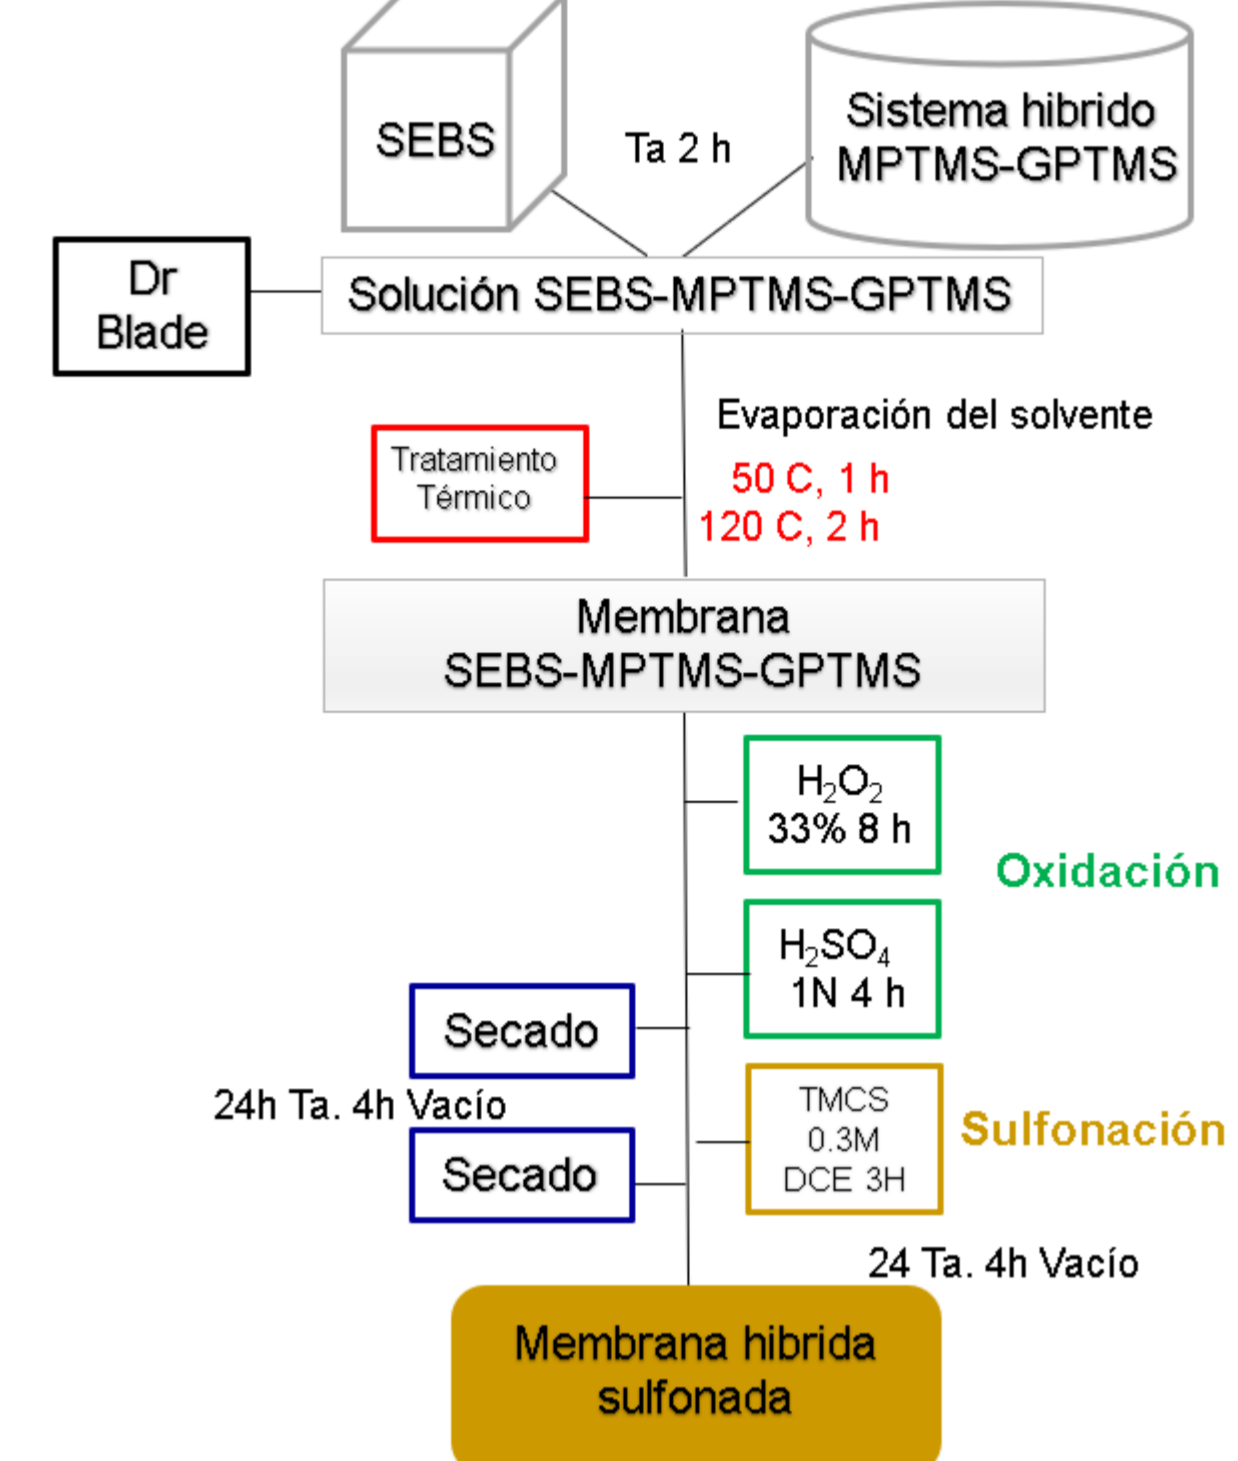 SEBS
Ta 2 h
Sistema hibrido
MPTMS-GPTMS
Dr
Blade
Solución SEBS-MPTMS-GPTMS
Evaporación del solvente
Tratamiento
Térmico
50 C, 1 h
120 C, 2 h
Membrana
SEBS-MPTMS-GPTMS
H₂O₂
33% 8 h
Oxidación
H₂SO₄
1N 4 h
Secado
24h Ta. 4h Vacío
TMCS
0.3M
DCE 3H
Sulfonación
Secado
24 Ta. 4h Vacío
Membrana hibrida
sulfonada